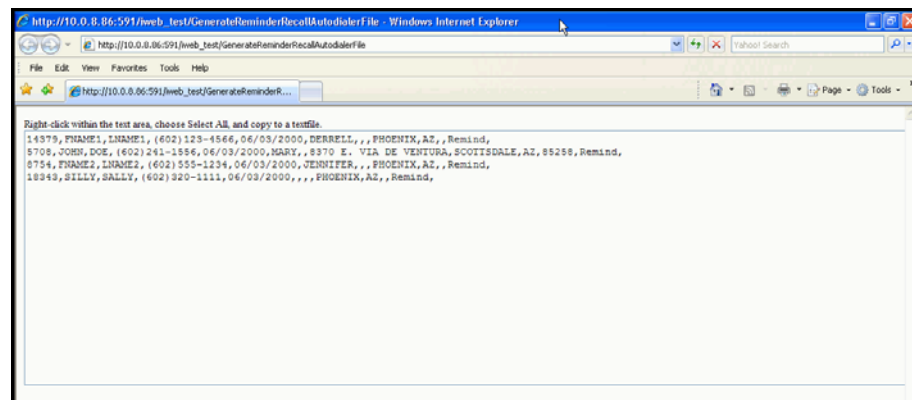 http://10.0.8.86:591/iweb_test/GenerateReminderRecallAutodialerFile - Windows Internet Explorer
http://10.0.8.86:591/iweb_test/GenerateReminderRecallAutodialerFile
Yahoo! Search
File Edit View Favorites Tools Help
http://10.0.8.86:591/iweb_test/GenerateReminderR...
Page Tools
Right-click within the text area, choose Select All, and copy to a textfile.
14379,FNAME1,LNAME1,(602)123-4566,06/03/2000,DERRELL,,,PHOENIX,AZ,,Remind,
5708,JOHN,DOE,(602)241-1556,06/03/2000,MARY,,8370 E. VIA DE VENTURA,SCOTTSDALE,AZ,85258,Remind,
8754,FNAME2,LNAME2,(602)555-1234,06/03/2000,JENNIFER,,,PHOENIX,AZ,,Remind,
18343,SILLY,SALLY,(602)320-1111,06/03/2000,,,,PHOENIX,AZ,,Remind,